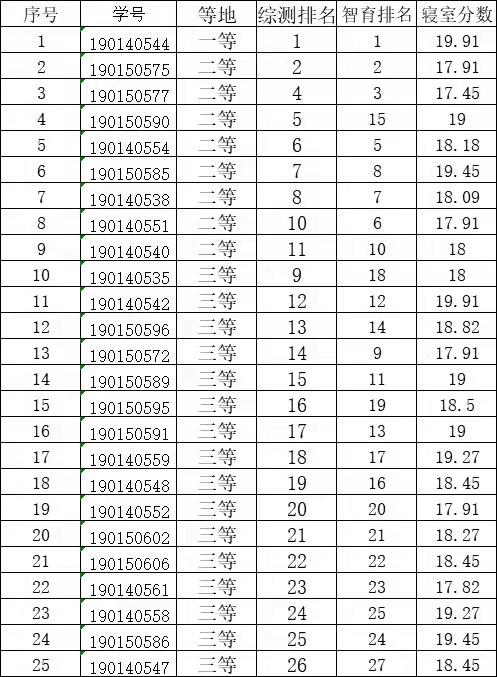 序号 学号 等地 综测排名 智育排名 寝室分数
1 190140544 一等 1 1 19.91
2 190150575 二等 2 2 17.91
3 190150577 二等 4 3 17.45
4 190150590 二等 5 15 19
5 190140554 二等 6 5 18.18
6 190150585 二等 7 8 19.45
7 190140538 二等 8 7 18.09
8 190140551 二等 10 6 17.91
9 190140540 二等 11 10 18
10 190140535 三等 9 18 18
11 190140542 三等 12 12 19.91
12 190150596 三等 13 14 18.82
13 190150572 三等 14 9 17.91
14 190150589 三等 15 11 19
15 190150595 三等 16 19 18.5
16 190150591 三等 17 13 19
17 190140559 三等 18 17 19.27
18 190140548 三等 19 16 18.45
19 190140552 三等 20 20 17.91
20 190150602 三等 21 21 18.27
21 190150606 三等 22 22 18.45
22 190140561 三等 23 23 17.82
23 190140558 三等 24 25 19.27
24 190150586 三等 25 24 19.45
25 190140547 三等 26 27 18.45